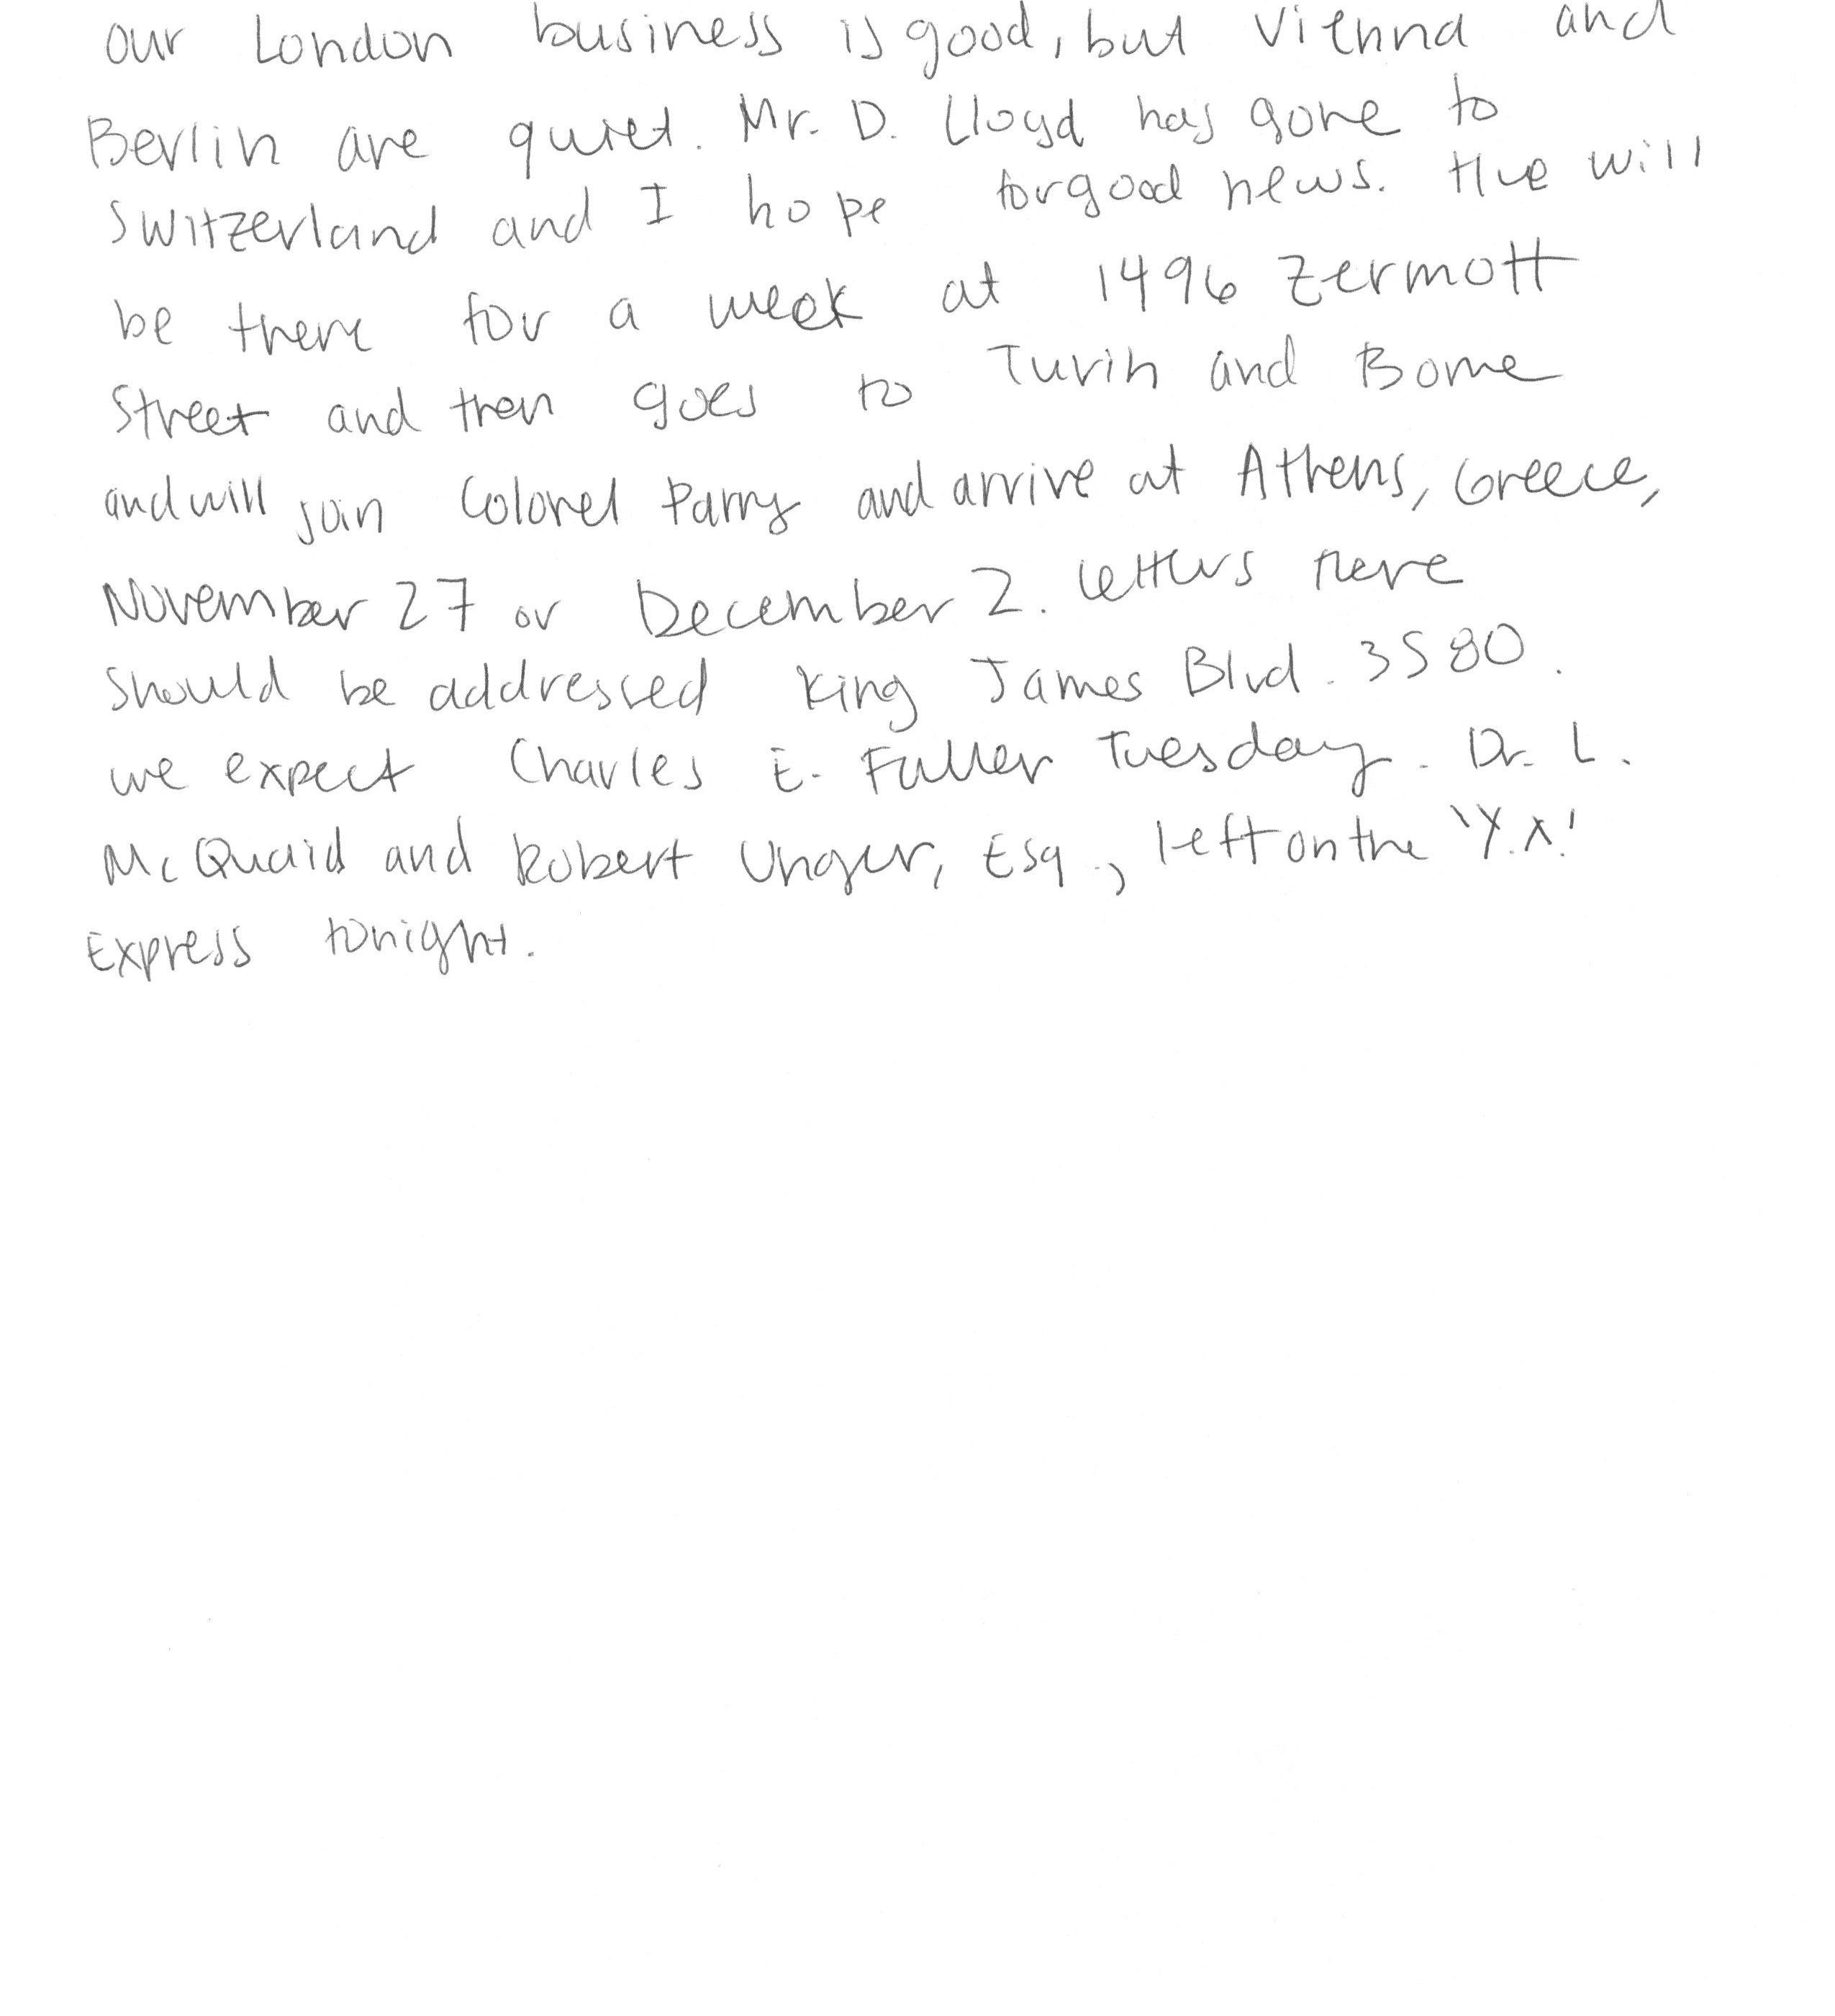 our London business is good, but Vienna and
Berlin are quiet. Mr. D. Lloyd has gone to
Switzerland and I hope for good news. He will
be there for a week at 1496 Zermott
Street and then goes to Turin and Bome
and will join Colonel Parry and arrive at Athens, Greece,
November 27 or December 2. Letters here
should be addressed King James Blvd. 3580.
we expect Charles E. Fuller Tuesday. Dr. L.
McQuaid and Robert Unger, Esq., left on the 'Y.X.'
Express tonight.